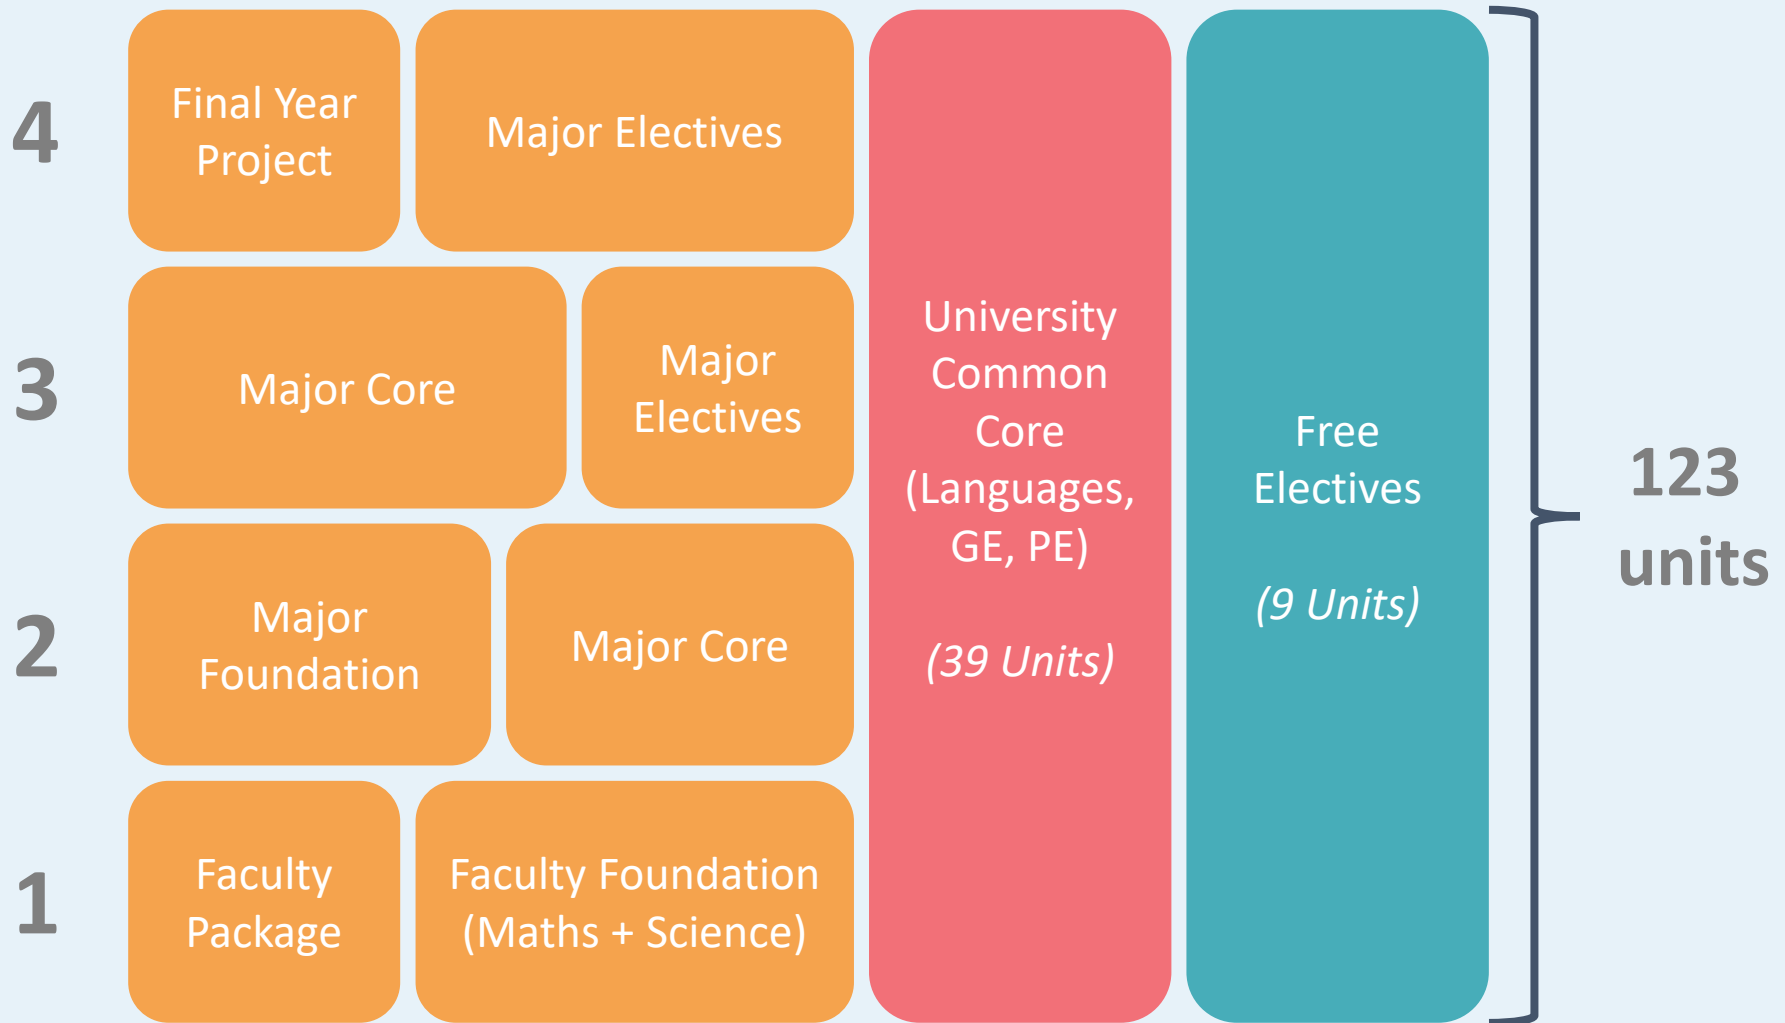 4
Final Year
Project
Major Electives
3
Major Core
Major
Electives
2
Major
Foundation
Major Core
1
Faculty
Package
Faculty Foundation
(Maths + Science)
University
Common
Core
(Languages,
GE, PE)
(39 Units)
Free
Electives
(9 Units)
123
units